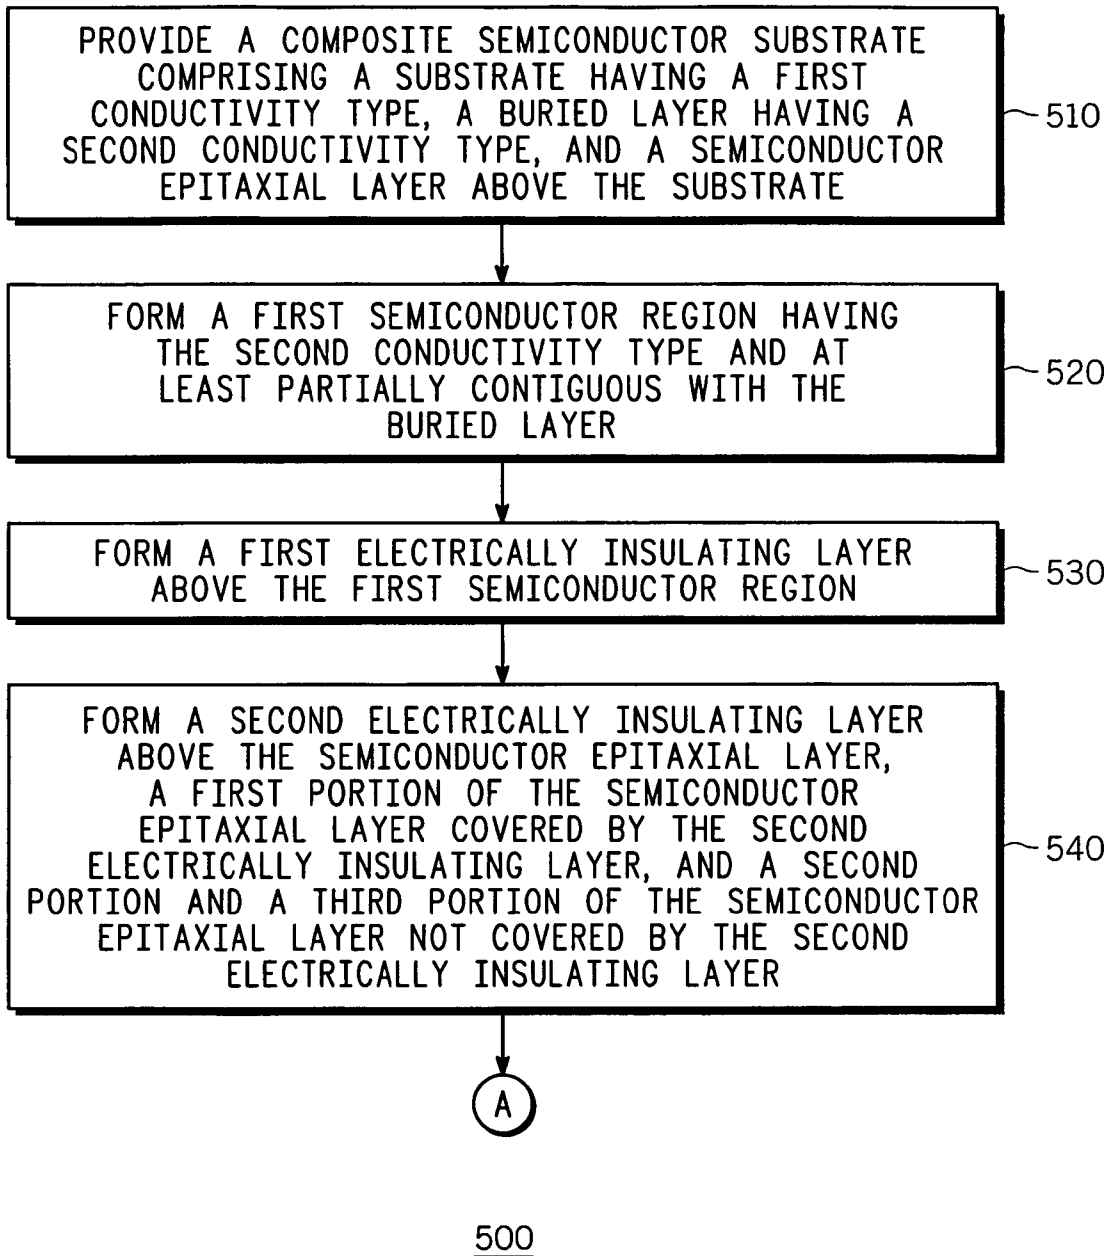 PROVIDE A COMPOSITE SEMICONDUCTOR SUBSTRATE
COMPRISING A SUBSTRATE HAVING A FIRST
CONDUCTIVITY TYPE, A BURIED LAYER HAVING A
SECOND CONDUCTIVITY TYPE, AND A SEMICONDUCTOR
EPITAXIAL LAYER ABOVE THE SUBSTRATE
510
FORM A FIRST SEMICONDUCTOR REGION HAVING
THE SECOND CONDUCTIVITY TYPE AND AT
LEAST PARTIALLY CONTIGUOUS WITH THE
BURIED LAYER
520
FORM A FIRST ELECTRICALLY INSULATING LAYER
ABOVE THE FIRST SEMICONDUCTOR REGION
530
FORM A SECOND ELECTRICALLY INSULATING LAYER
ABOVE THE SEMICONDUCTOR EPITAXIAL LAYER,
A FIRST PORTION OF THE SEMICONDUCTOR
EPITAXIAL LAYER COVERED BY THE SECOND
ELECTRICALLY INSULATING LAYER, AND A SECOND
PORTION AND A THIRD PORTION OF THE SEMICONDUCTOR
EPITAXIAL LAYER NOT COVERED BY THE SECOND
ELECTRICALLY INSULATING LAYER
540
A
500